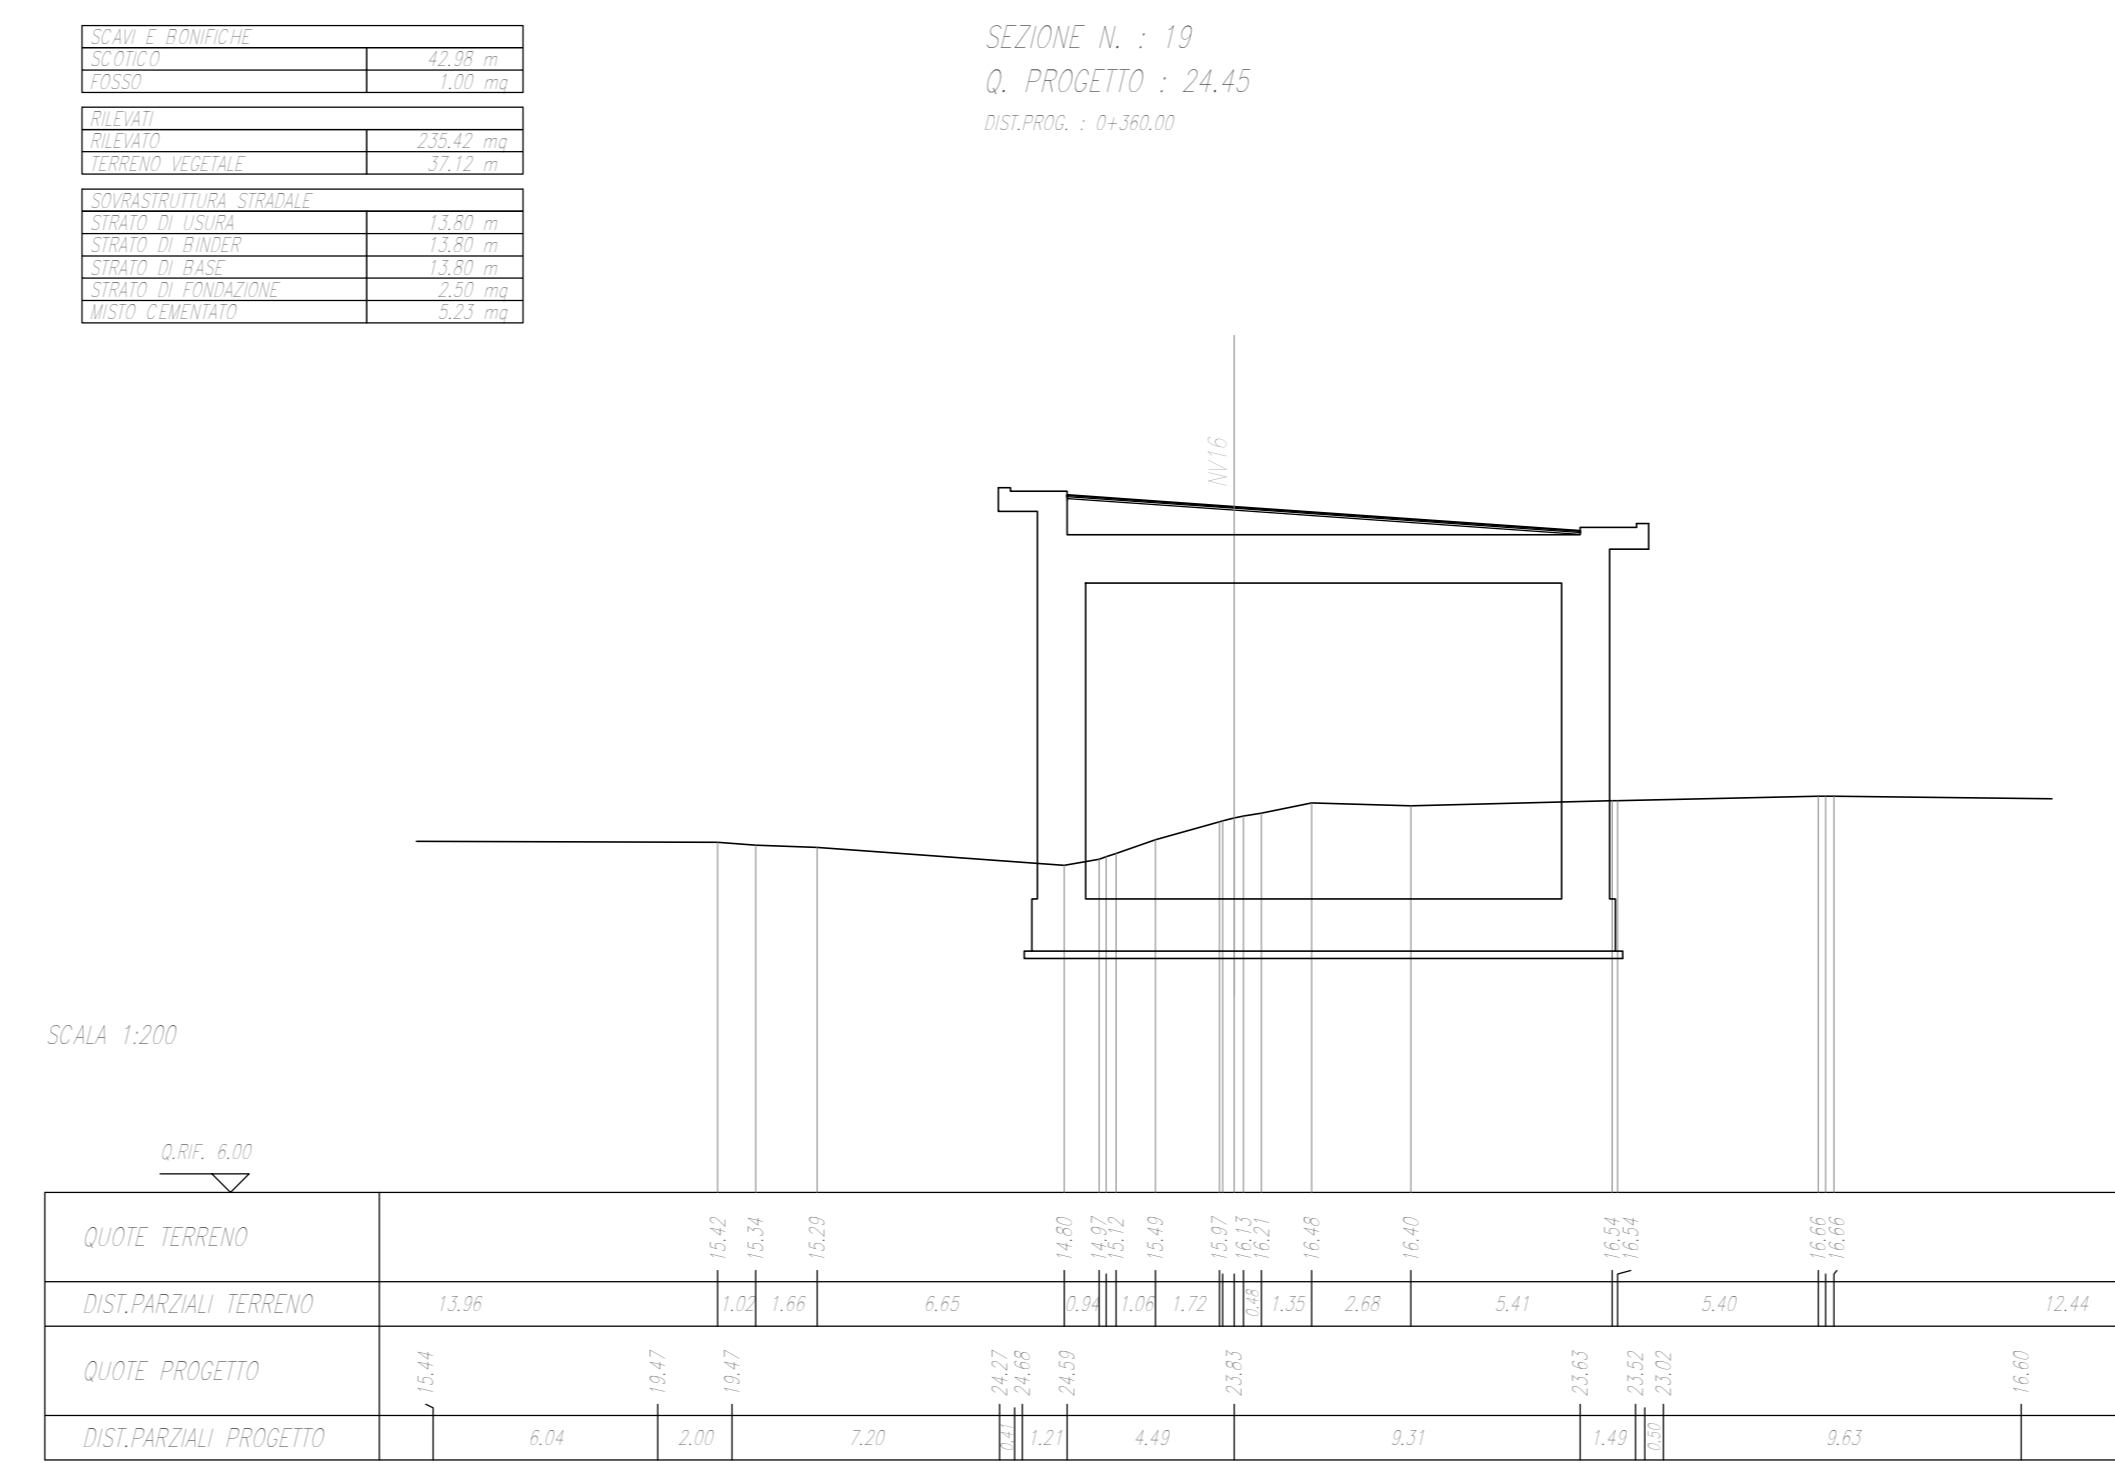 SCAVI E BONIFICHE
SCOTICO 42.98 m
FOSSO 1.00 mq
RILEVATI
RILEVATO 235.42 mq
TERRENO VEGETALE 37.12 m
SOVRASTRUTTURA STRADALE
STRATO DI USURA 13.80 m
STRATO DI BINDER 13.80 m
STRATO DI BASE 13.80 m
STRATO DI FONDAZIONE 2.50 mq
MISTO CEMENTATO 5.23 mq
SEZIONE N. : 19
Q. PROGETTO : 24.45
DIST.PROG. : 0+360.00
NV16
SCALA 1:200
Q.RIF. 6.00
QUOTE TERRENO 15.42 15.34 15.29 14.80 14.97 15.12 15.49 15.97 16.13 16.21 16.48 16.40 16.54 16.54 16.66 16.66
DIST.PARZIALI TERRENO 13.96 1.02 1.66 6.65 0.94 1.06 1.72 0.48 1.35 2.68 5.41 5.40 12.44
QUOTE PROGETTO 15.44 19.47 19.47 24.27 24.68 24.59 23.83 23.63 23.52 23.02 16.60
DIST.PARZIALI PROGETTO 6.04 2.00 7.20 0.41 1.21 4.49 9.31 1.49 0.50 9.63